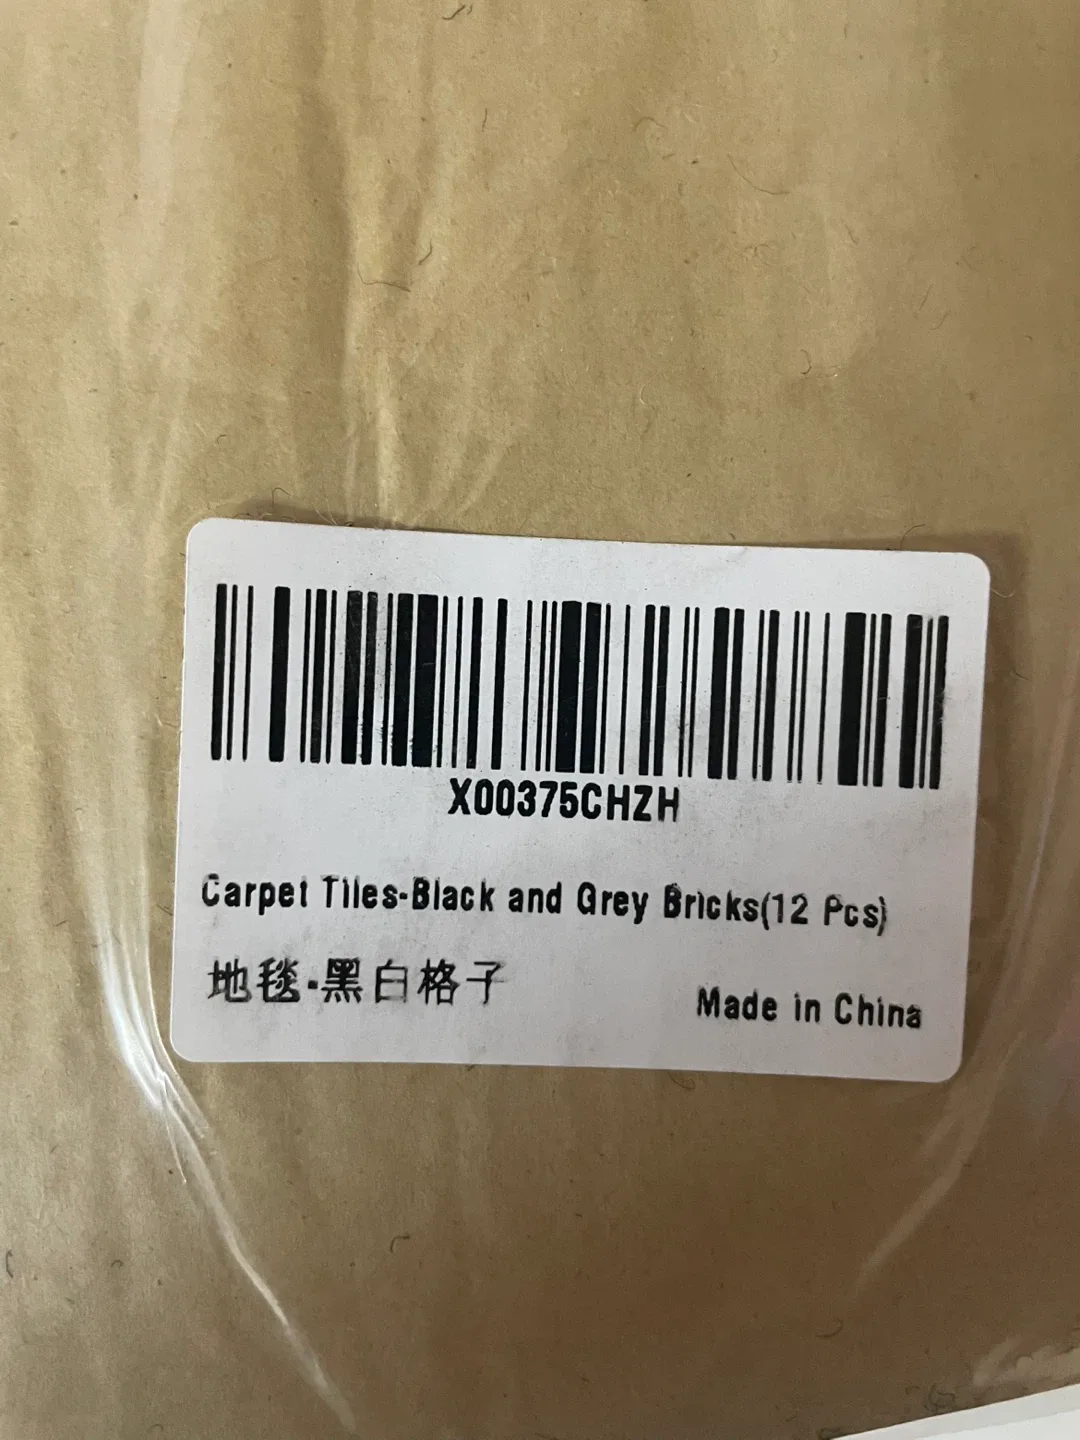 X00375CHZH
Carpet Tiles-Black and Grey Bricks(12 Pcs)
地毯-黑白格子
Made in China